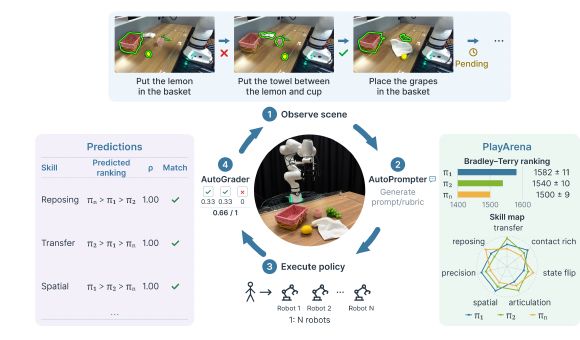 Put the lemon
in the basket
Put the towel between
the lemon and cup
Place the grapes
in the basket
Pending
...
1 Observe scene
Predictions
Skill Predicted ranking ρ Match
Reposing πn > π1 > π2 1.00
Transfer π2 > π1 > πn 1.00
Spatial π1 > π2 > πn 1.00
...
4
AutoGrader
0.33 0.33 0
0.66 / 1
2
AutoPrompter
Generate
prompt/rubric
3 Execute policy
...
Robot 1 Robot 2 Robot N
1: N robots
PlayArena
Bradley–Terry ranking
π1 1582 ± 11
π2 1540 ± 10
πn 1500 ± 9
1400 1500 1600
Skill map
transfer
reposing contact rich
precision state flip
spatial articulation
π1 π2 πn